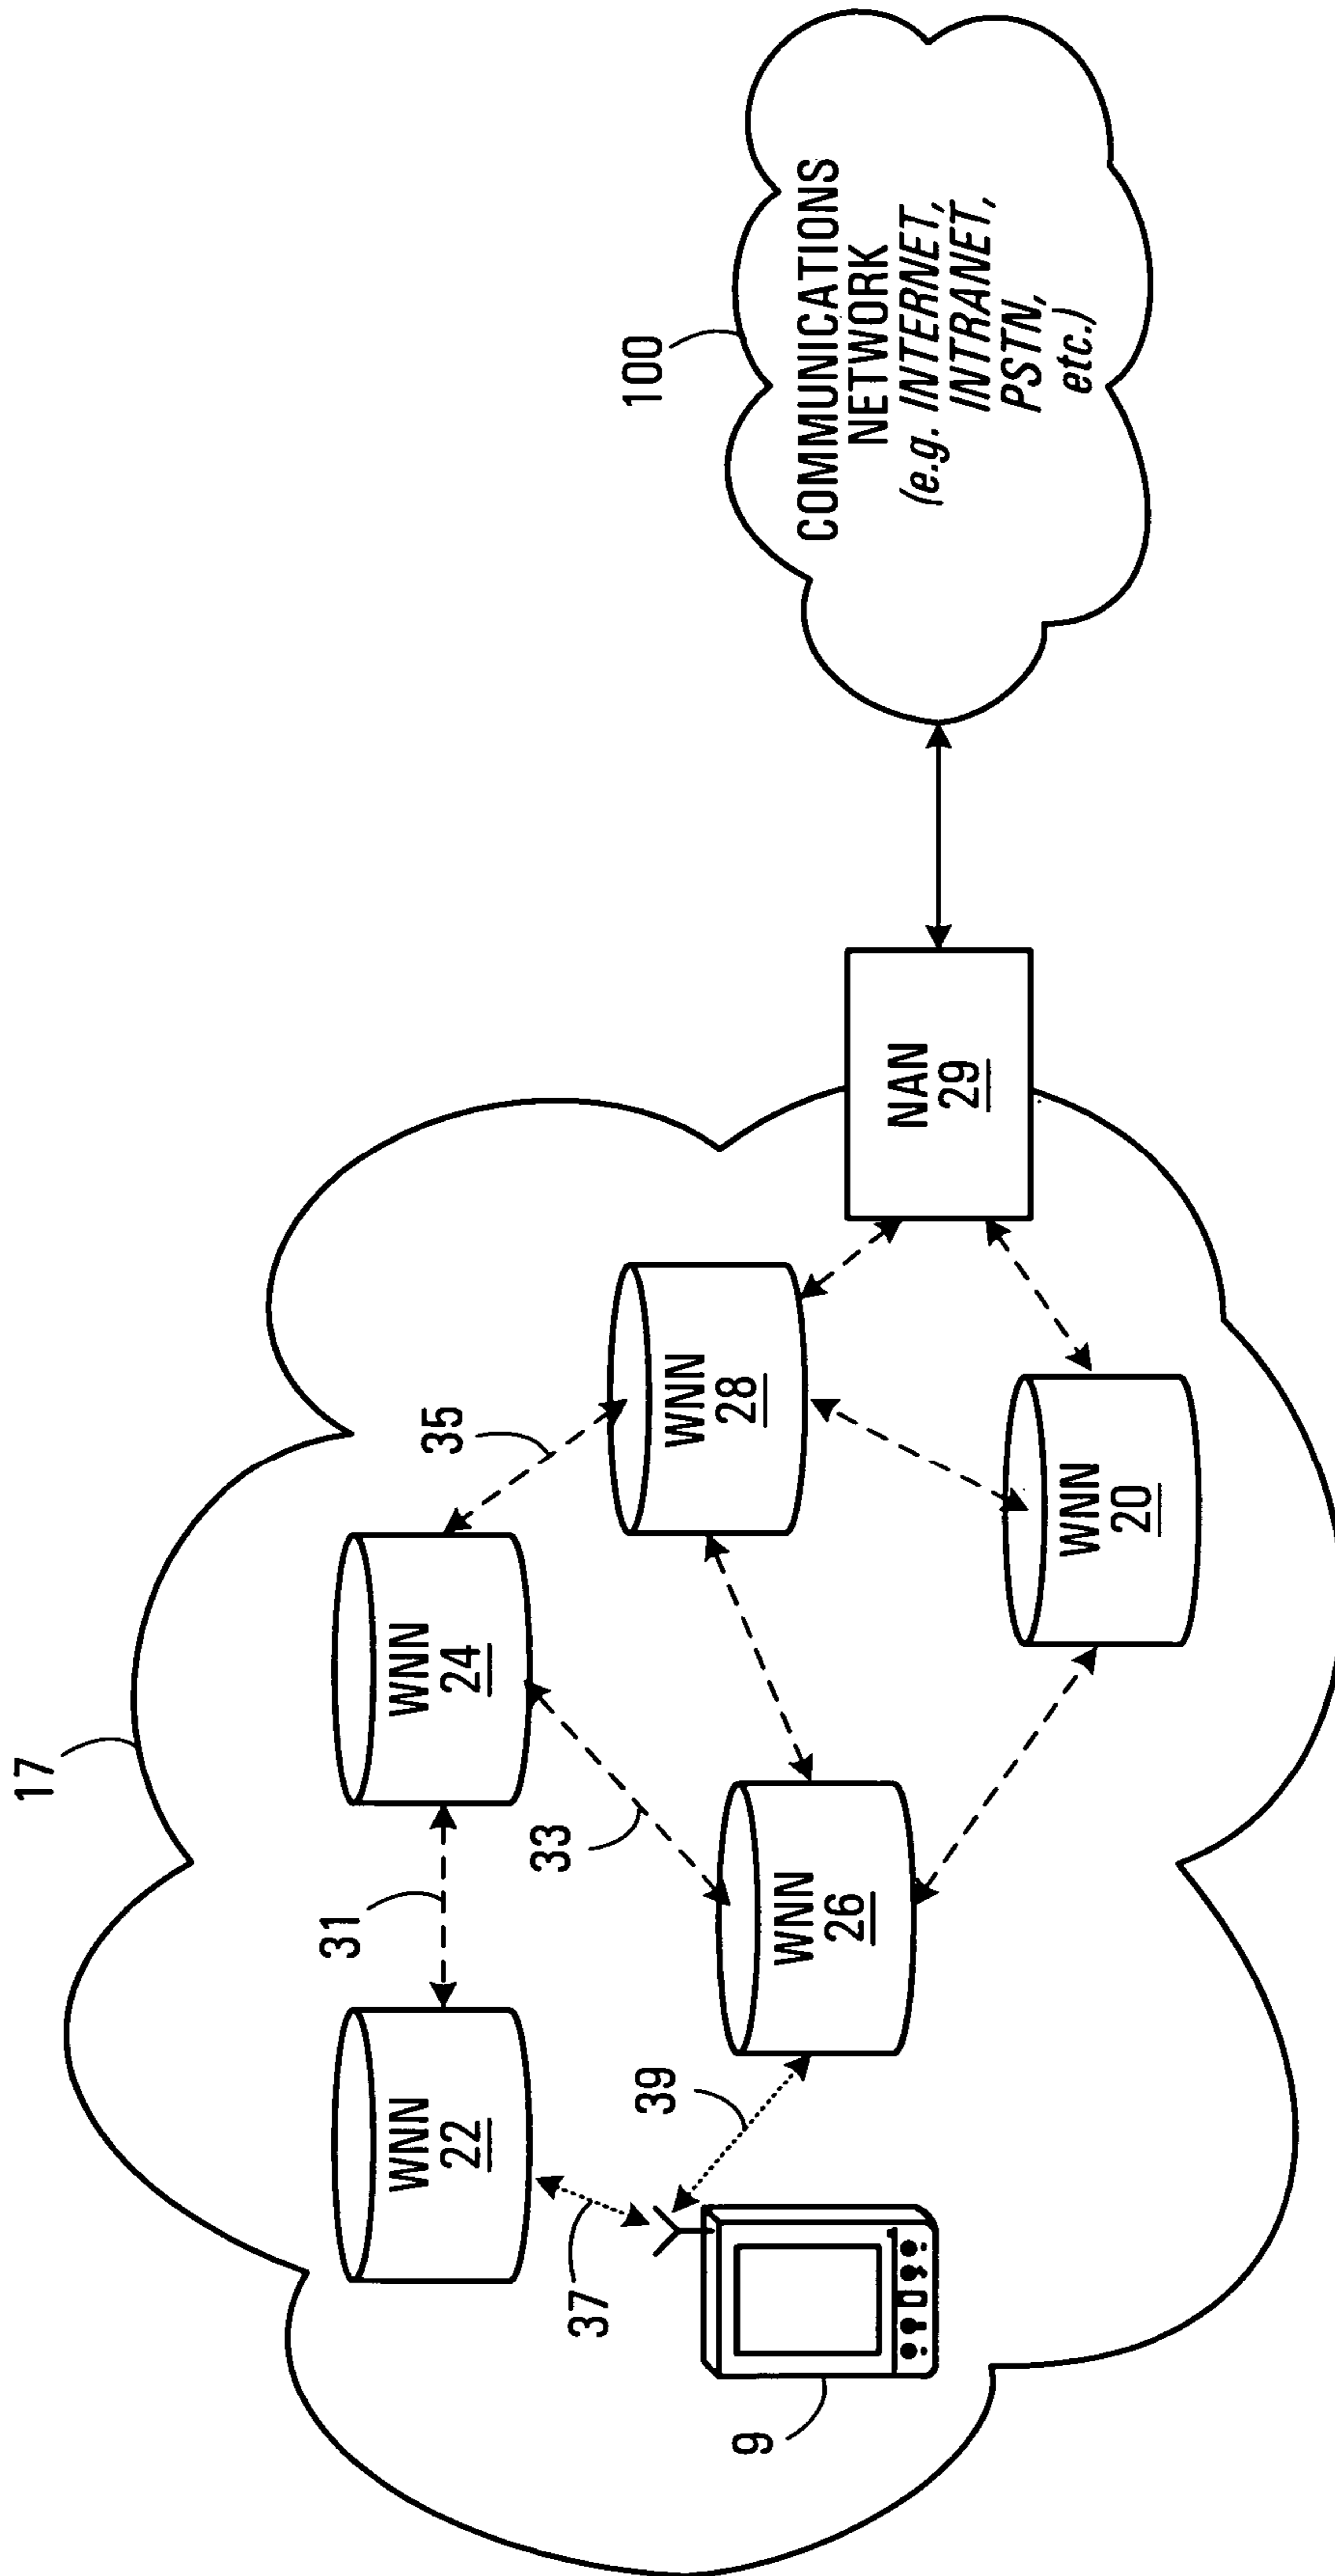 17
31
35
WNN
22
WNN
24
33
37
39
WNN
26
WNN
28
WNN
20
9
NAN
29
100
COMMUNICATIONS
NETWORK
(e.g. INTERNET,
INTRANET,
PSTN,
etc.)